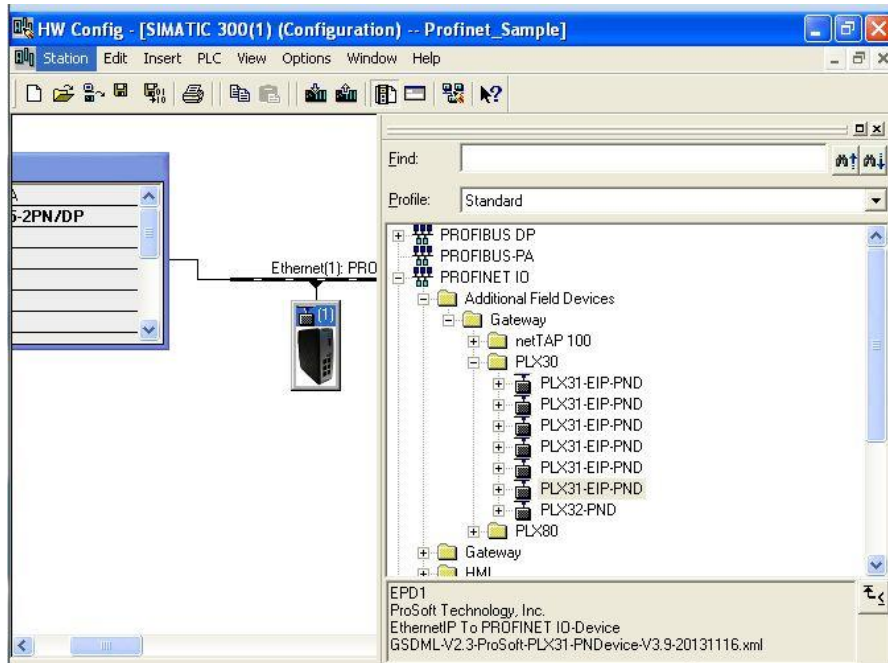 HW Config - [SIMATIC 300(1) (Configuration) -- Profinet_Sample]
Station Edit Insert PLC View Options Window Help
5-2PN/DP
Ethernet(1): PRO
(1)
Find:
Profile: Standard
PROFIBUS DP
PROFIBUS-PA
PROFINET IO
Additional Field Devices
Gateway
netTAP 100
PLX30
PLX31-EIP-PND
PLX31-EIP-PND
PLX31-EIP-PND
PLX31-EIP-PND
PLX31-EIP-PND
PLX31-EIP-PND
PLX32-PND
PLX80
Gateway
HMI
EPD1
ProSoft Technology, Inc.
EthernetIP To PROFINET IO-Device
GSDML-V2.3-ProSoft-PLX31-PNDevice-V3.9-20131116.xml